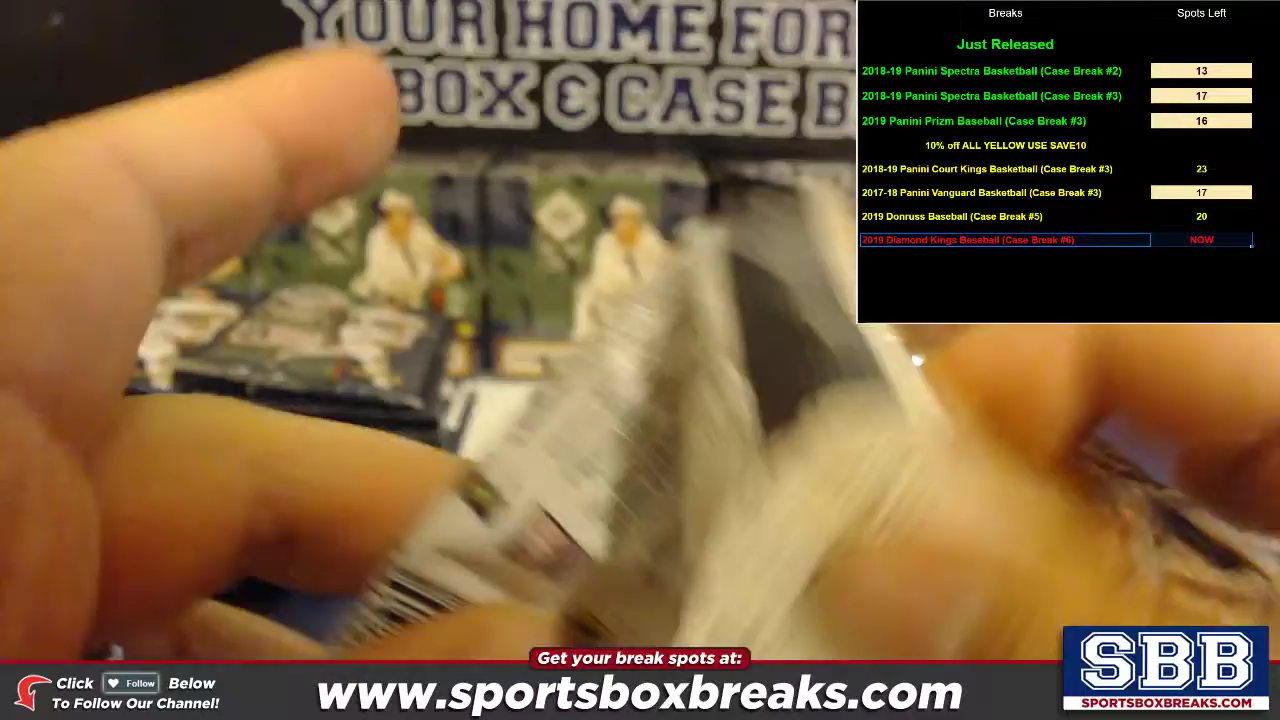 YOUR HOME FOR
BOX & CASE B
Breaks Spots Left
Just Released
2018-19 Panini Spectra Basketball (Case Break #2) 13
2018-19 Panini Spectra Basketball (Case Break #3) 17
2019 Panini Prizm Baseball (Case Break #3) 16
10% off ALL YELLOW USE SAVE10
2018-19 Panini Court Kings Basketball (Case Break #3) 23
2017-18 Panini Vanguard Basketball (Case Break #3) 17
2019 Donruss Baseball (Case Break #5) 20
2019 Diamond Kings Baseball (Case Break #6) NOW
Get your break spots at:
Click Follow Below
To Follow Our Channel!
www.sportsboxbreaks.com
SBB
SPORTSBOXBREAKS.COM